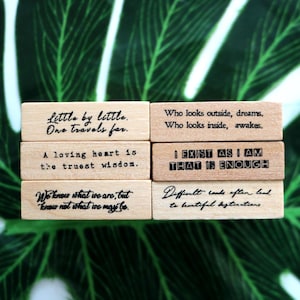 Little by little,
One travels far.
Who looks outside, dreams,
Who looks inside, awakes.
A loving heart is
the truest wisdom.
I EXIST AS I AM
THAT IS ENOUGH
We know what we are, but
know not what we may be.
Difficult roads often lead
to beautiful destinations